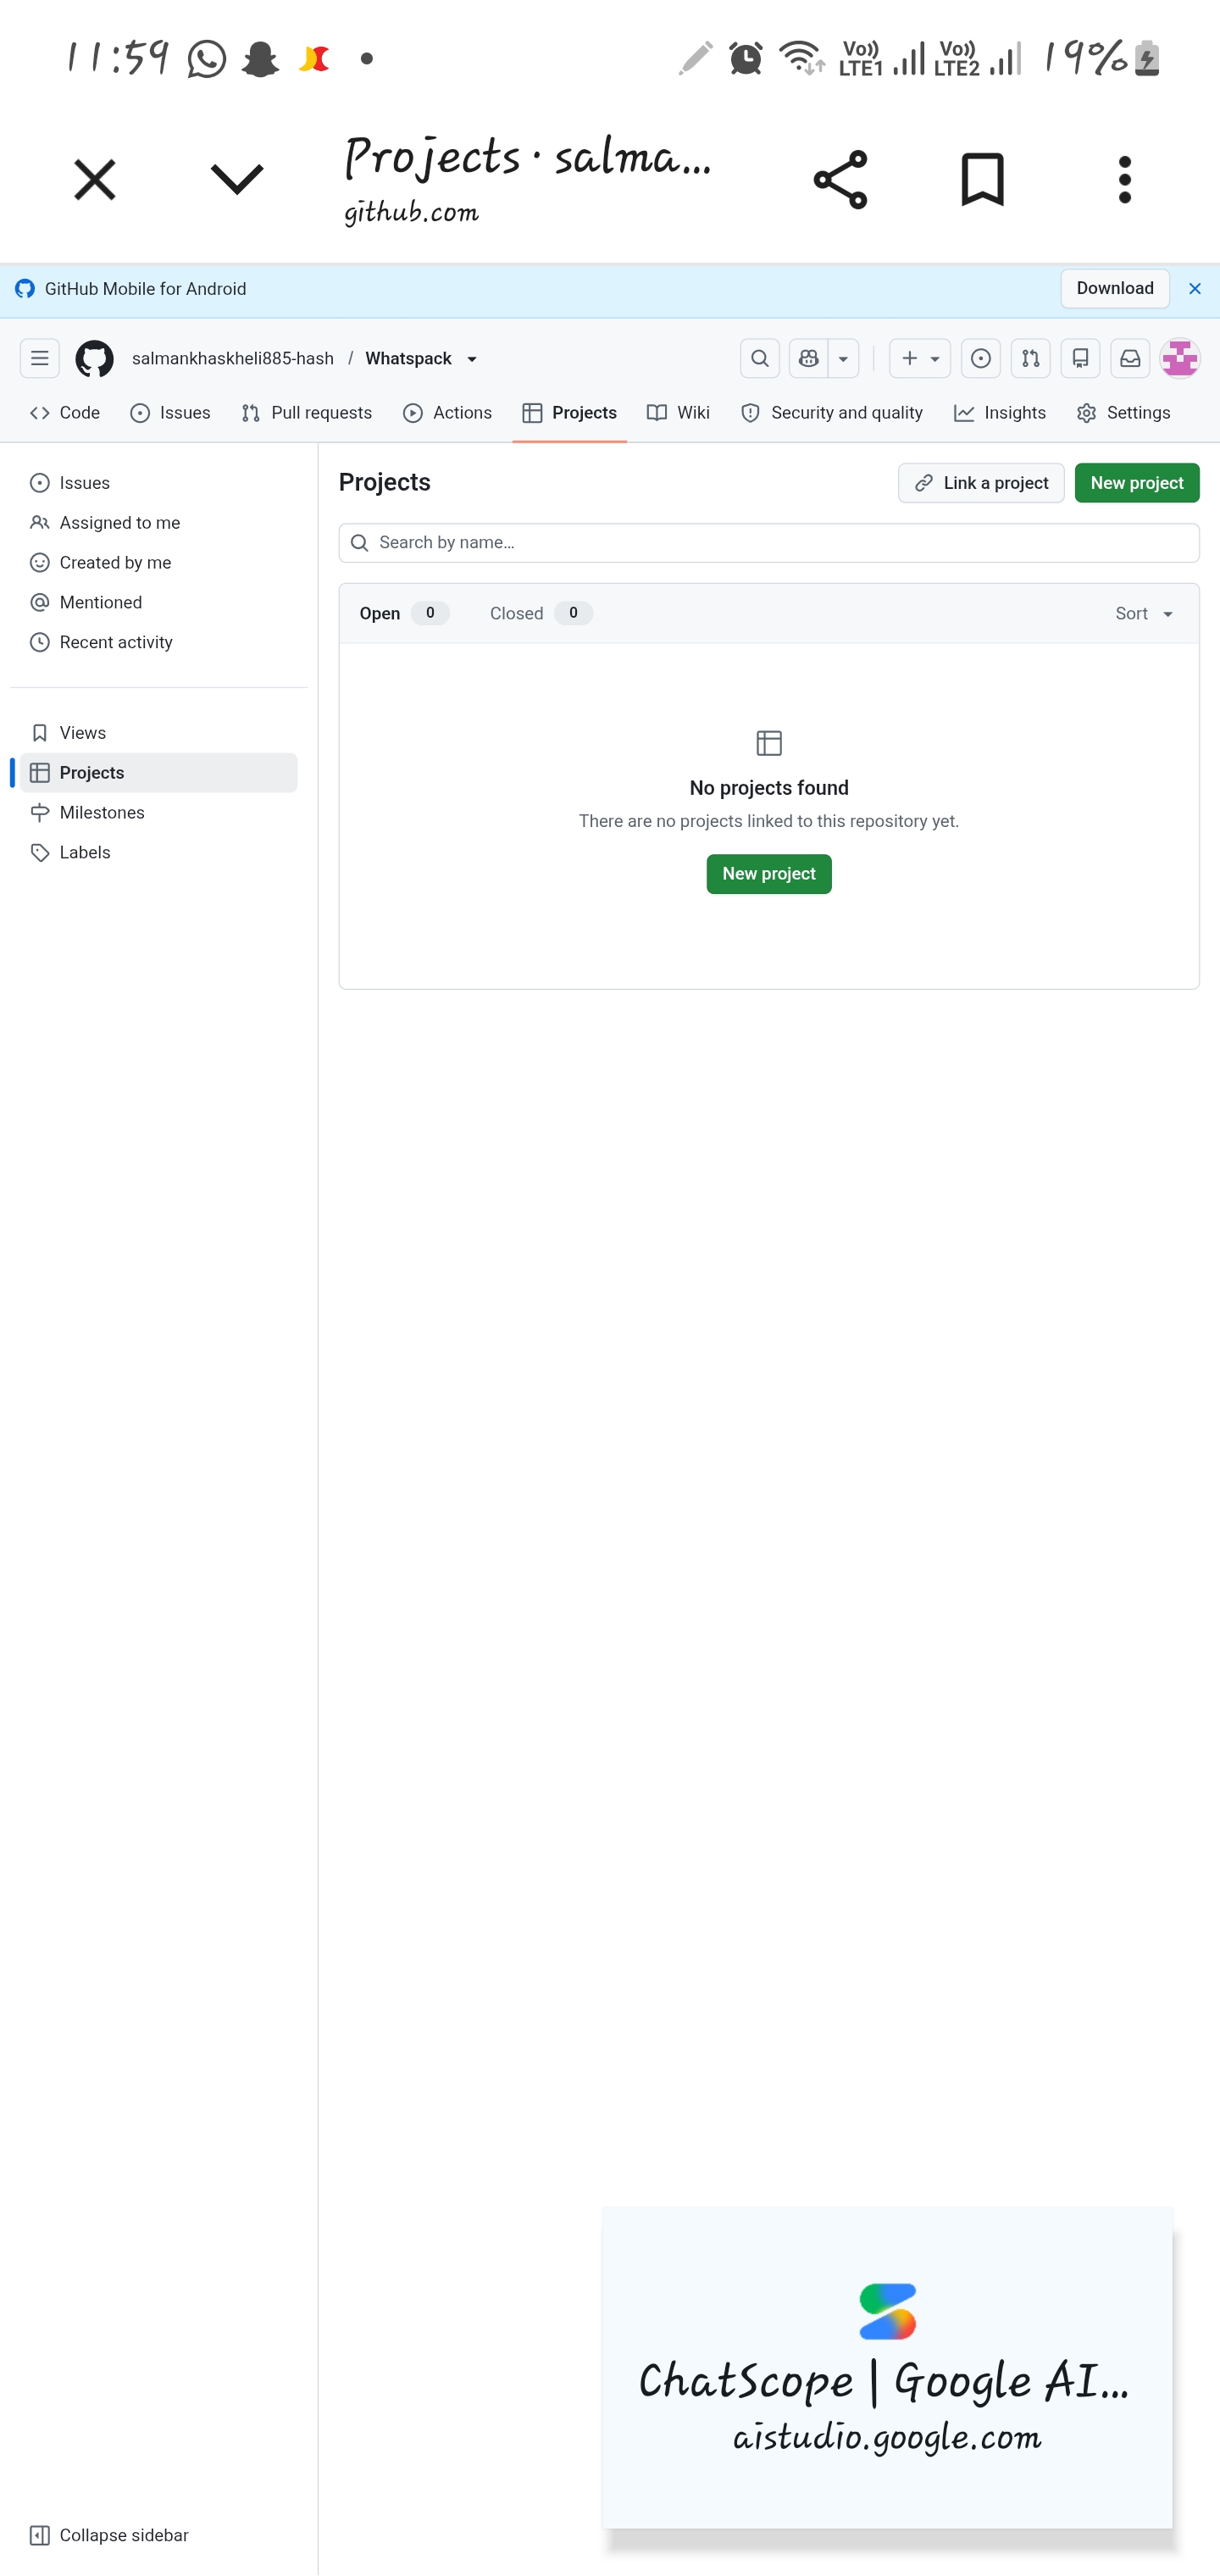 11:59
Vo)) LTE1 Vo)) LTE2 19%
Projects · salma...
github.com
GitHub Mobile for Android Download
salmankhaskheli885-hash / Whatspack
Code Issues Pull requests Actions Projects Wiki Security and quality Insights Settings
Issues
Assigned to me
Created by me
Mentioned
Recent activity
Views
Projects
Milestones
Labels
Projects Link a project New project
Search by name...
Open 0 Closed 0 Sort
No projects found
There are no projects linked to this repository yet.
New project
ChatScope | Google AI...
aistudio.google.com
Collapse sidebar